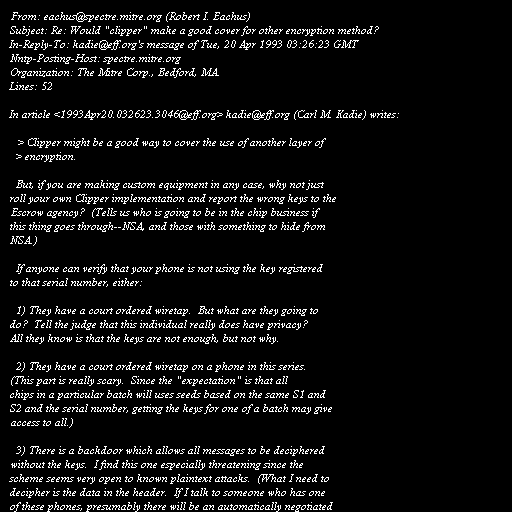 From: eachus@spectre.mitre.org (Robert I. Eachus)
Subject: Re: Would "clipper" make a good cover for other encryption method?
In-Reply-To: kadie@eff.org's message of Tue, 20 Apr 1993 03:26:23 GMT
Nntp-Posting-Host: spectre.mitre.org
Organization: The Mitre Corp., Bedford, MA.
Lines: 52

In article <1993Apr20.032623.3046@eff.org> kadie@eff.org (Carl M. Kadie) writes:

> Clipper might be a good way to cover the use of another layer of
> encryption.

But, if you are making custom equipment in any case, why not just
roll your own Clipper implementation and report the wrong keys to the
Escrow agency?  (Tells us who is going to be in the chip business if
this thing goes through--NSA, and those with something to hide from
NSA.)

If anyone can verify that your phone is not using the key registered
to that serial number, either:

1) They have a court ordered wiretap.  But what are they going to
do?  Tell the judge that this individual really does have privacy?
All they know is that the keys are not enough, but not why.

2) They have a court ordered wiretap on a phone in this series.
(This part is really scary.  Since the "expectation" is that all
chips in a particular batch will uses seeds based on the same S1 and
S2 and the serial number, getting the keys for one of a batch may give
access to all.)

3) There is a backdoor which allows all messages to be deciphered
without the keys.  I find this one especially threatening since the
scheme seems very open to known plaintext attacks.  (What I need to
decipher is the data in the header.  If I talk to someone who has one
of these phones, presumably there will be an automatically negotiated